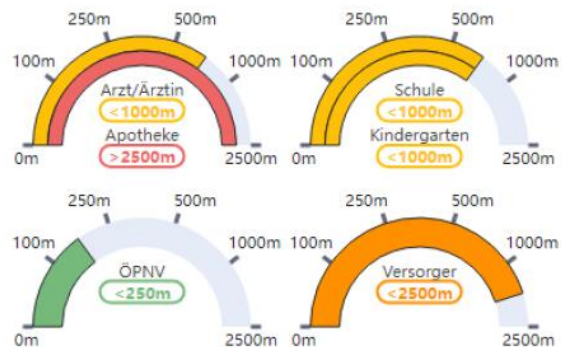 250m 500m
100m 1000m
Arzt/Ärztin
<1000m
Apotheke
>2500m
0m 2500m
250m 500m
100m 1000m
Schule
<1000m
Kindergarten
<1000m
0m 2500m
250m 500m
100m 1000m
ÖPNV
<250m
0m 2500m
250m 500m
100m 1000m
Versorger
<2500m
0m 2500m